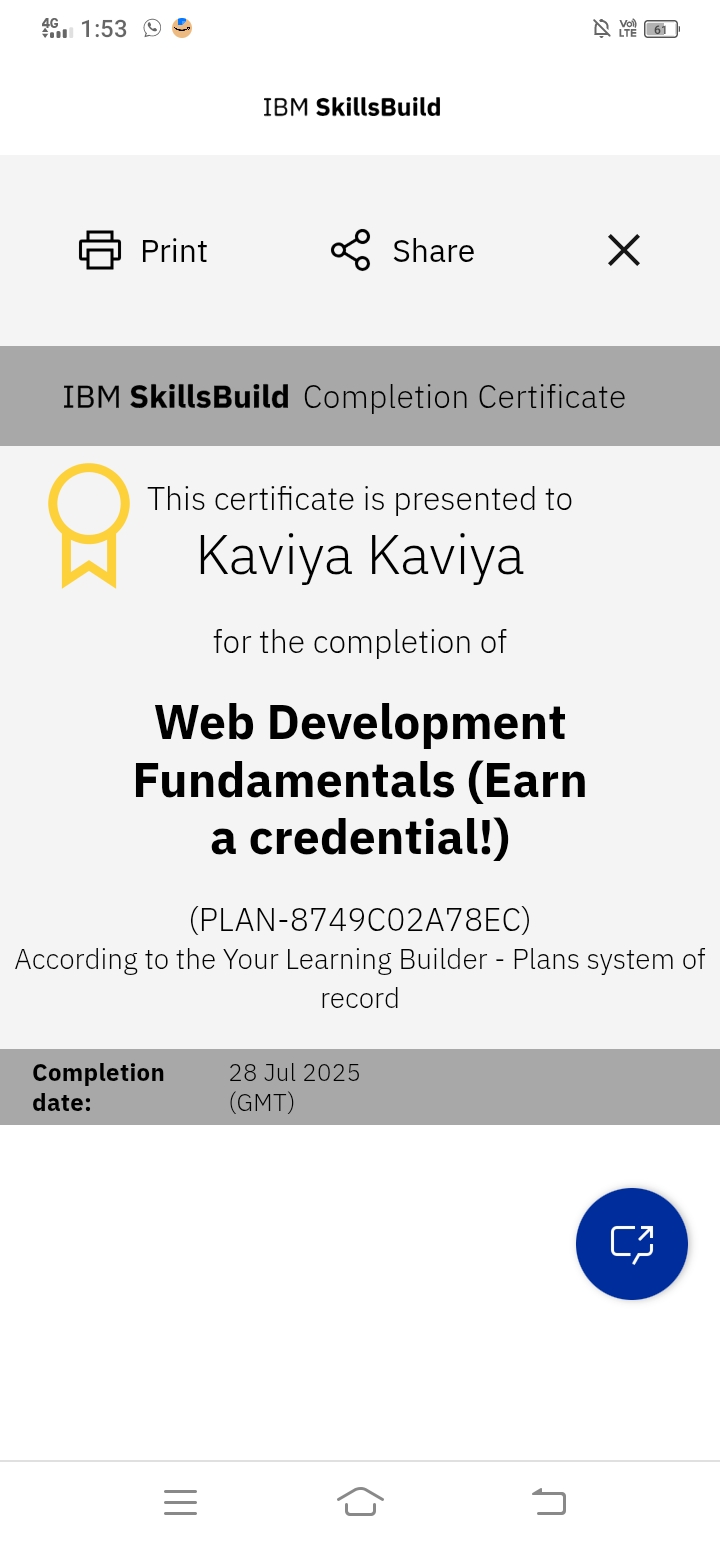 4G 1:53 Vo) LTE 61
IBM SkillsBuild
Print Share
IBM SkillsBuild Completion Certificate
This certificate is presented to
Kaviya Kaviya
for the completion of
Web Development
Fundamentals (Earn
a credential!)
(PLAN-8749C02A78EC)
According to the Your Learning Builder - Plans system of
record
Completion 28 Jul 2025
date: (GMT)